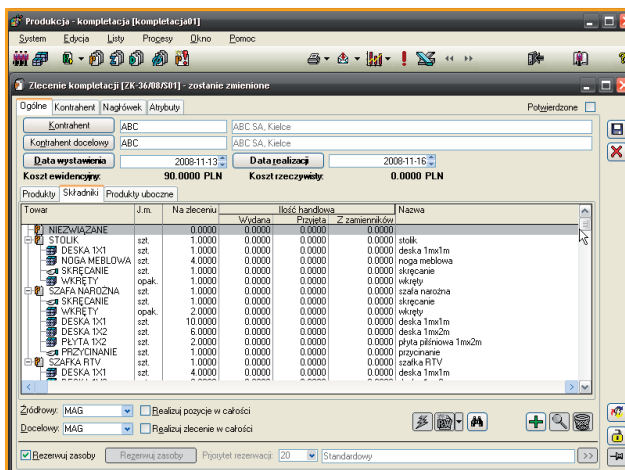 Produkcja - kompletacja [kompletacja01]
System Edycja Listy Procesy Okno Pomoc
Zlecenie kompletacji [ZK-36/08/S01] - zostanie zmienione
Ogólne Kontrahent Nagłówek Atrybuty Potwierdzone
Kontrahent ABC ABC SA, Kielce
Kontrahent docelowy ABC ABC SA, Kielce
Data wystawienia 2008-11-13 Data realizacji 2008-11-16
Koszt ewidencyjny: 90.0000 PLN Koszt rzeczywisty: 0.0000 PLN
Produkty Składniki Produkty uboczne
Towar J.m. Na zleceniu Ilość handlowa Nazwa
Wydana Przyjęta Z zamienników
NIEZWIĄZANE 0.0000 0.0000 0.0000 0.0000
STOLIK szt. 1.0000 0.0000 0.0000 0.0000 stolik
DESKA 1X1 szt. 1.0000 0.0000 0.0000 0.0000 deska 1mx1m
NOGA MEBLOWA szt. 4.0000 0.0000 0.0000 0.0000 noga meblowa
SKRĘCANIE szt. 1.0000 0.0000 0.0000 0.0000 skręcanie
WKRĘTY opak. 1.0000 0.0000 0.0000 0.0000 wkręty
SZAFA NAROŻNA szt. 1.0000 0.0000 0.0000 0.0000 szafa narożna
SKRĘCANIE szt. 1.0000 0.0000 0.0000 0.0000 skręcanie
WKRĘTY opak. 2.0000 0.0000 0.0000 0.0000 wkręty
DESKA 1X1 szt. 10.0000 0.0000 0.0000 0.0000 deska 1mx1m
DESKA 1X2 szt. 6.0000 0.0000 0.0000 0.0000 deska 1mx2m
PŁYTA 1X2 szt. 2.0000 0.0000 0.0000 0.0000 płyta pilśniowa 1mx2m
PRZYCINANIE szt. 1.0000 0.0000 0.0000 0.0000 przycinanie
SZAFKA RTV szt. 1.0000 0.0000 0.0000 0.0000 szafka RTV
DESKA 1X1 szt. 4.0000 0.0000 0.0000 0.0000 deska 1mx1m
Źródłowy: MAG Realizuj pozycje w całości
Docelowy: MAG Realizuj zlecenie w całości
Rezerwuj zasoby Rezerwuj zasoby Priorytet rezerwacji: 20 Standardowy >>